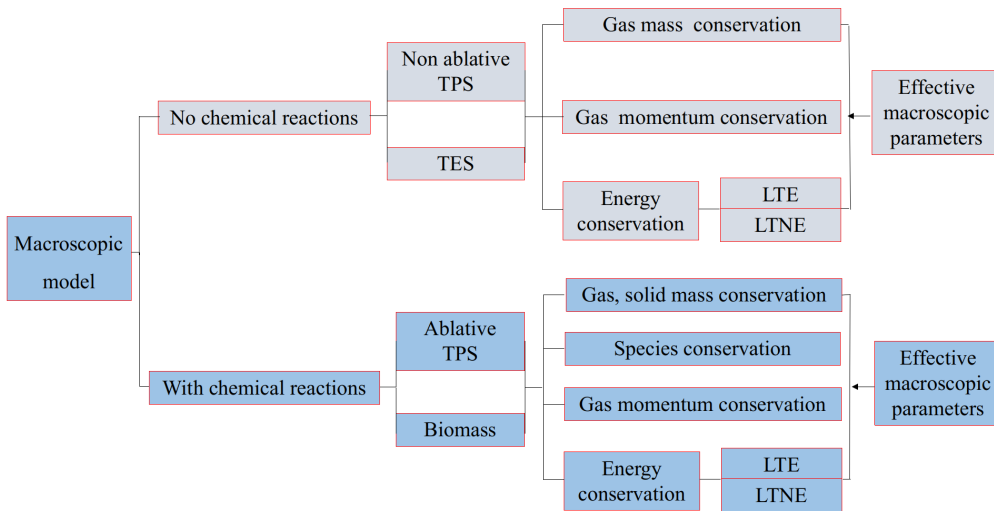 Macroscopic
model
No chemical reactions
Non ablative
TPS
TES
Gas mass conservation
Gas momentum conservation
Energy
conservation
LTE
LTNE
Effective
macroscopic
parameters
With chemical reactions
Ablative
TPS
Biomass
Gas, solid mass conservation
Species conservation
Gas momentum conservation
Energy
conservation
LTE
LTNE
Effective
macroscopic
parameters